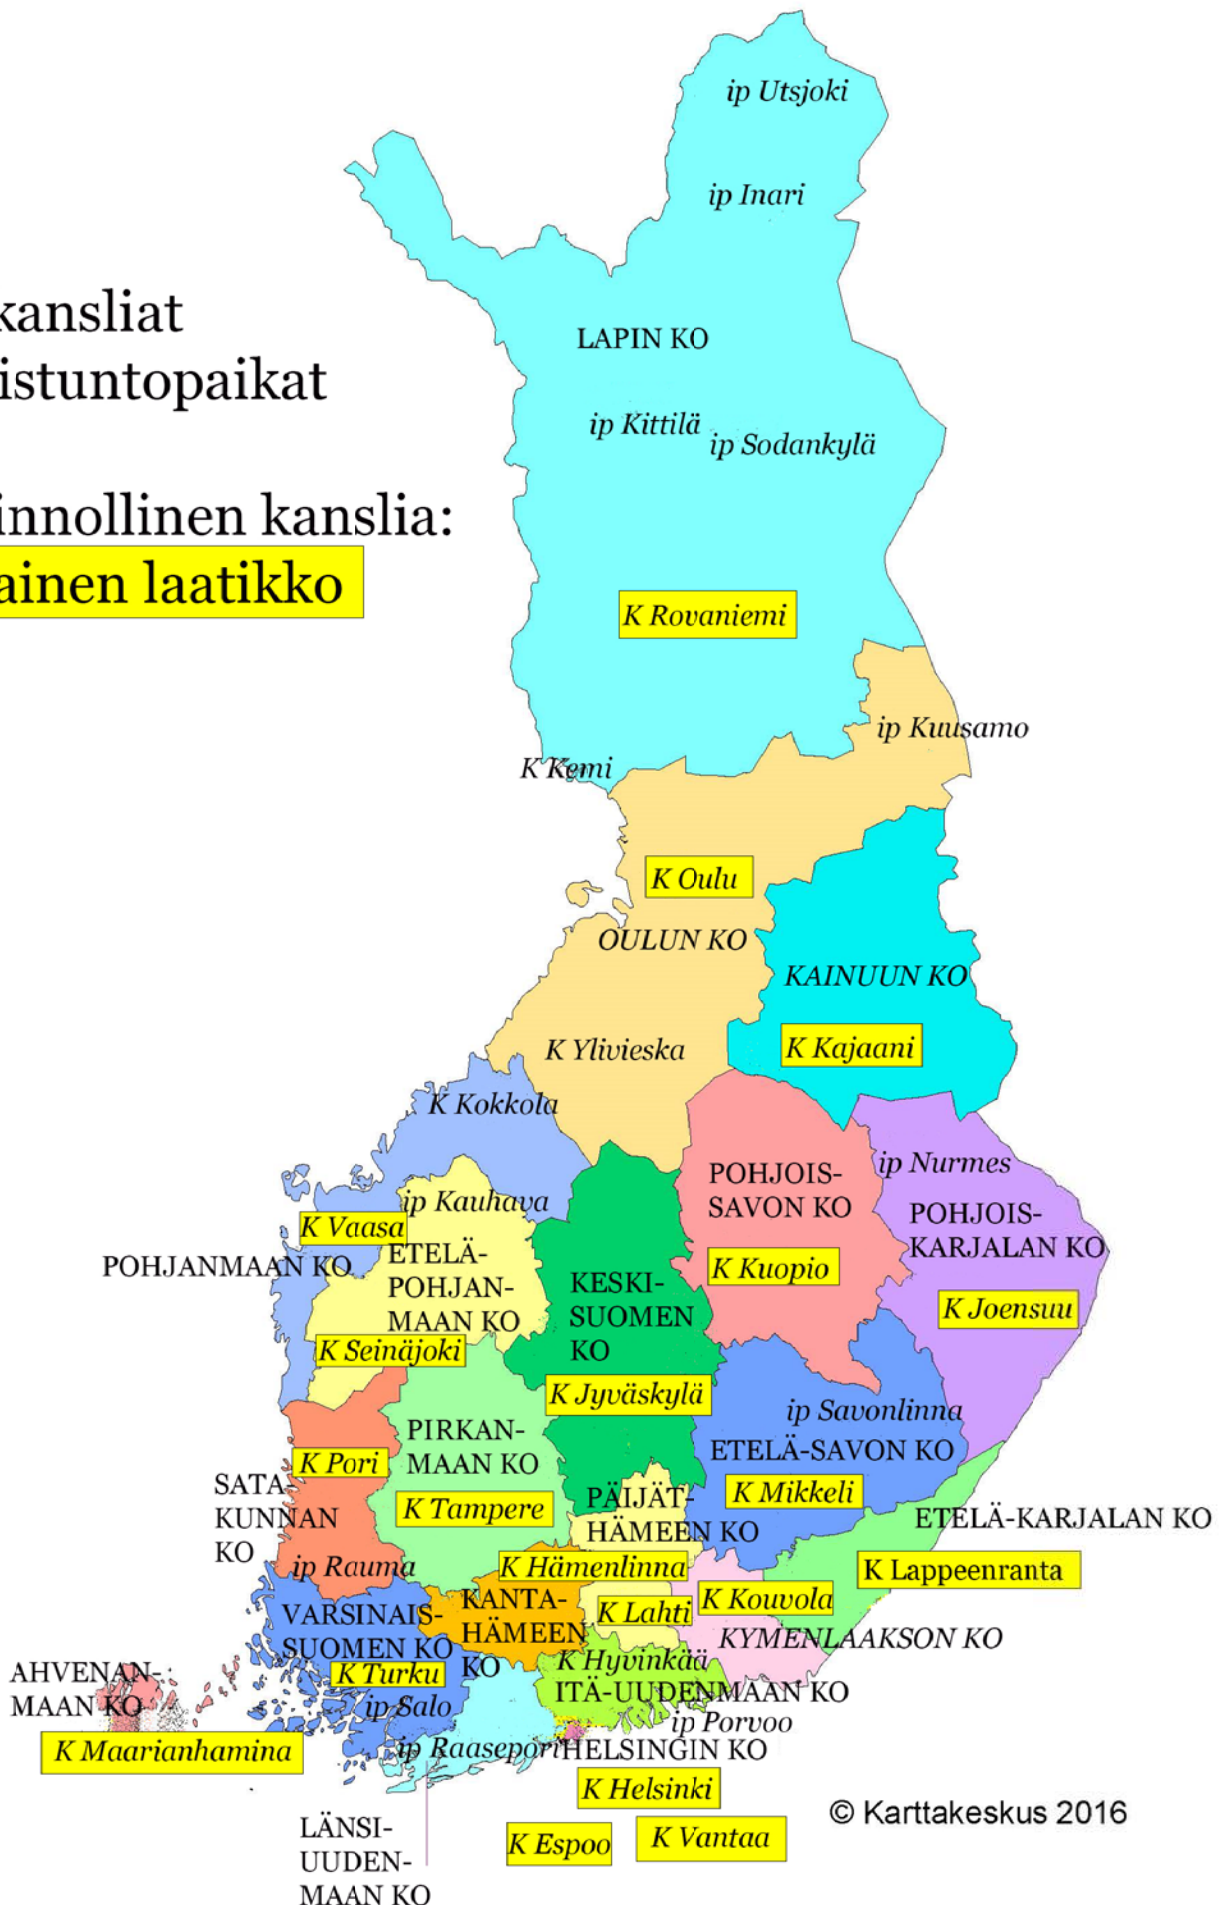 ip Utsjoki
ip Inari
kansliat
istuntopaikat
LAPIN KO
ip Kittilä
ip Sodankylä
innollinen kanslia:
ainen laatikko
K Rovaniemi
ip Kuusamo
K Kemi
K Oulu
OULUN KO
KAINUUN KO
K Kajaani
K Ylivieska
K Kokkola
ip Nurmes
POHJOIS-
SAVON KO
ip Kauhava
K Vaasa
POHJOIS-
KARJALAN KO
POHJANMAAN KO
ETELÄ-
POHJAN-
MAAN KO
K Kuopio
KESKI-
SUOMEN
KO
K Joensuu
K Seinäjoki
K Jyväskylä
ip Savonlinna
PIRKAN-
MAAN KO
ETELÄ-SAVON KO
K Pori
K Mikkeli
SATA-
KUNNAN
KO
K Tampere
PÄIJÄT-
HÄMEEN KO
ETELÄ-KARJALAN KO
ip Rauma
K Hämenlinna
K Lappeenranta
K Kouvola
KANTA-
HÄMEEN
KO
K Lahti
VARSINAIS-
SUOMEN KO
KYMENLAAKSON KO
K Hyvinkää
K Turku
AHVENAN-
MAAN KO
ITÄ-UUDENMAAN KO
ip Salo
ip Porvoo
K Maarianhamina
ip Raasepori
HELSINGIN KO
K Helsinki
© Karttakeskus 2016
LÄNSI-
UUDEN-
MAAN KO
K Espoo
K Vantaa